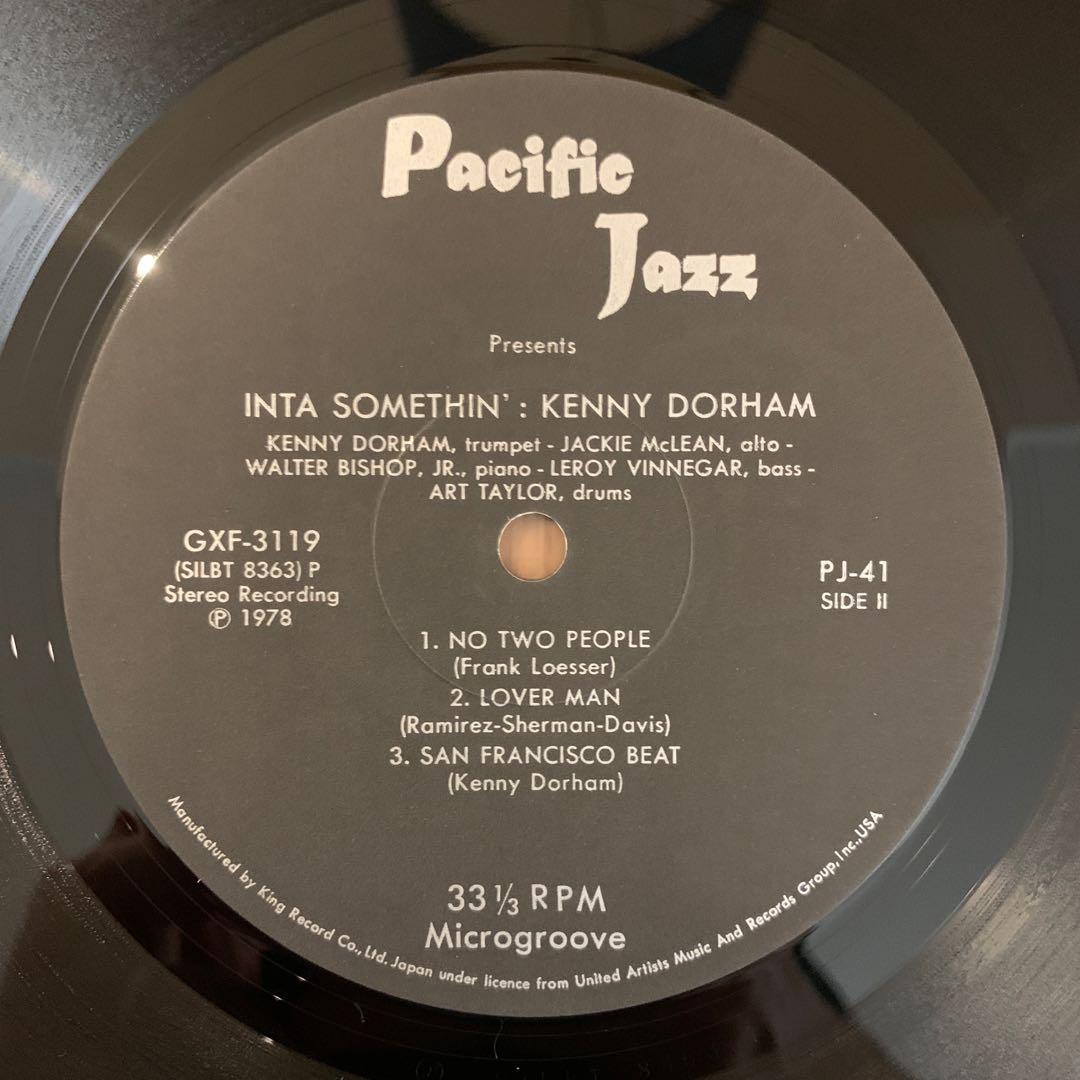 Pacific
Jazz
Presents
INTA SOMETHIN' : KENNY DORHAM
KENNY DORHAM, trumpet - JACKIE McLEAN, alto -
WALTER BISHOP, JR., piano - LEROY VINNEGAR, bass -
ART TAYLOR, drums
GXF-3119
(SILBT 8363) P
Stereo Recording
Ⓟ 1978
PJ-41
SIDE II
1. NO TWO PEOPLE
(Frank Loesser)
2. LOVER MAN
(Ramirez-Sherman-Davis)
3. SAN FRANCISCO BEAT
(Kenny Dorham)
33 1/3 RPM
Microgroove
Manufactured by King Record Co., Ltd. Japan under licence from United Artists Music And Records Group, Inc., USA